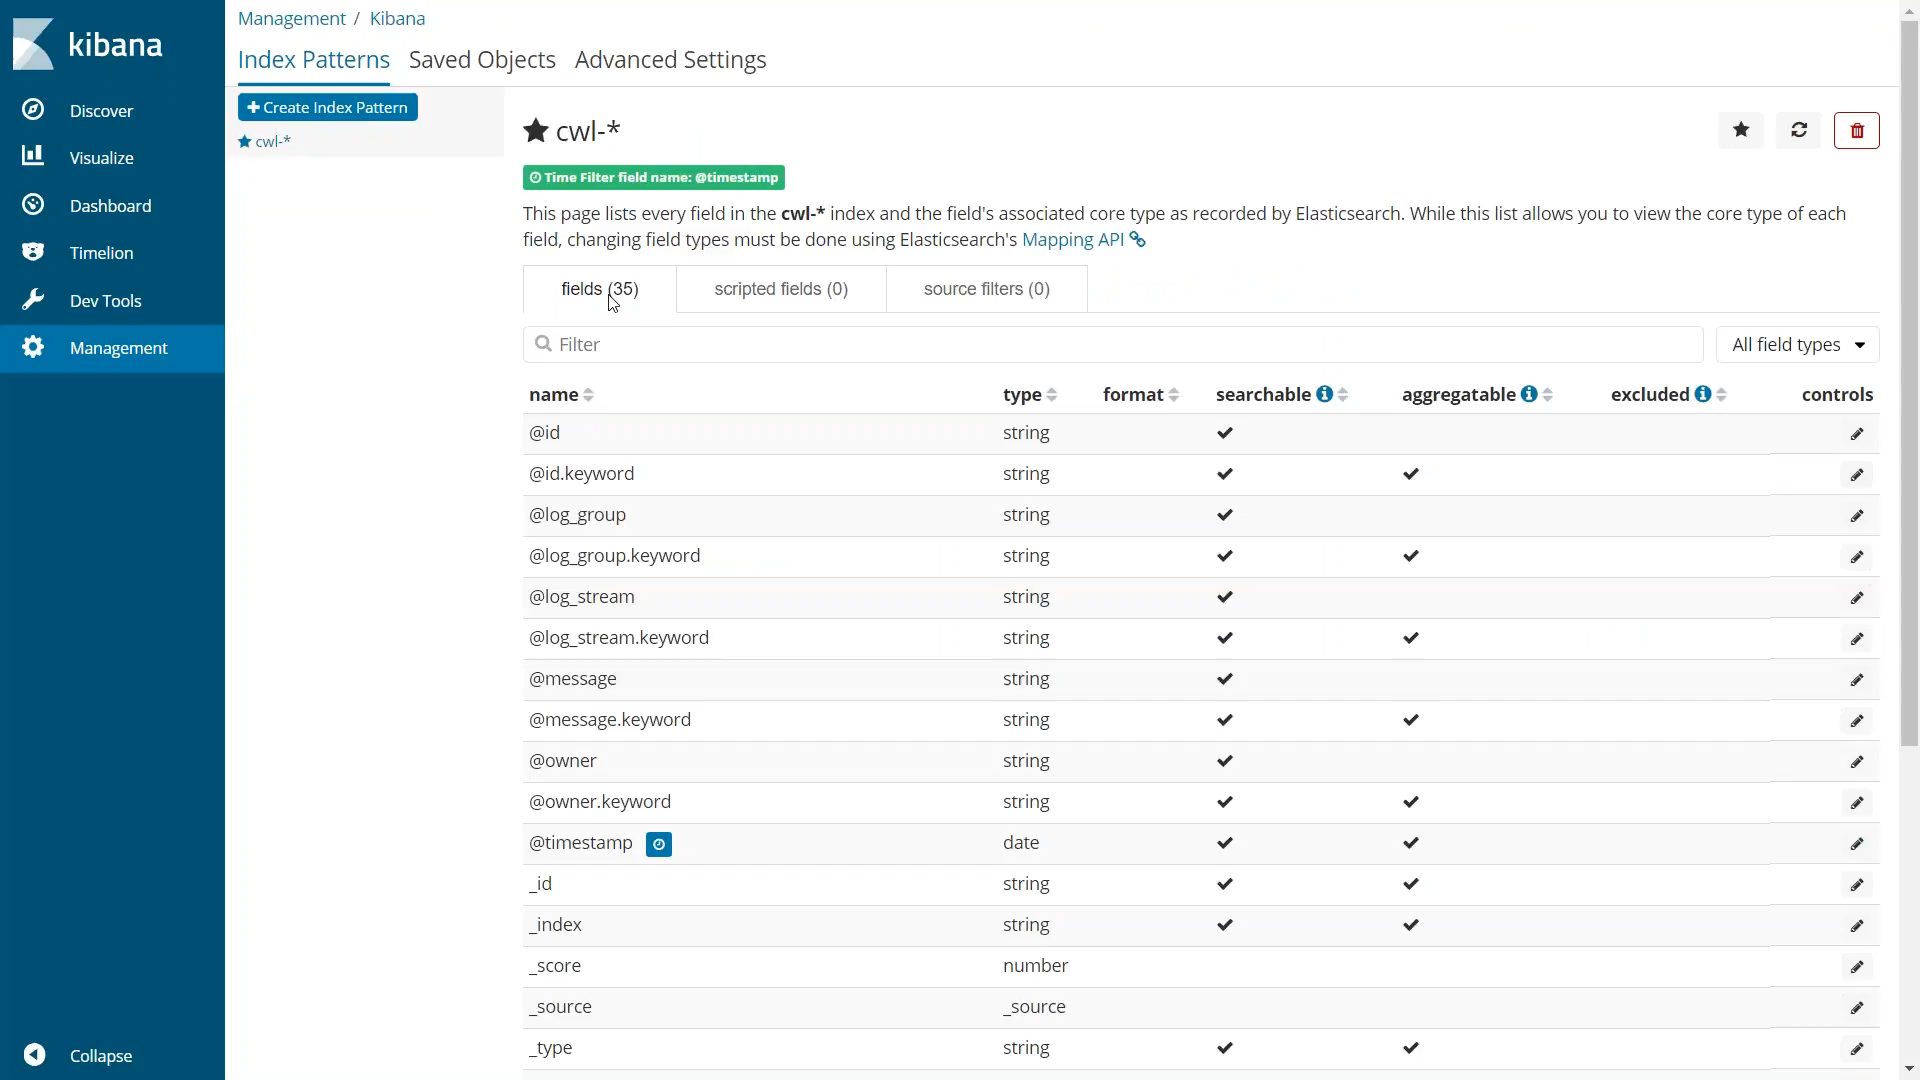 kibana
Discover
Visualize
Dashboard
Timelion
Dev Tools
Management
Collapse
Management / Kibana
Index Patterns Saved Objects Advanced Settings
Create Index Pattern
cwl-*
cwl-*
Time Filter field name: @timestamp
This page lists every field in the cwl-* index and the field's associated core type as recorded by Elasticsearch. While this list allows you to view the core type of each
field, changing field types must be done using Elasticsearch's Mapping API
fields (35) scripted fields (0) source filters (0)
Filter All field types
name type format searchable aggregatable excluded controls
@id string
@id.keyword string
@log_group string
@log_group.keyword string
@log_stream string
@log_stream.keyword string
@message string
@message.keyword string
@owner string
@owner.keyword string
@timestamp date
_id string
_index string
_score number
_source _source
_type string